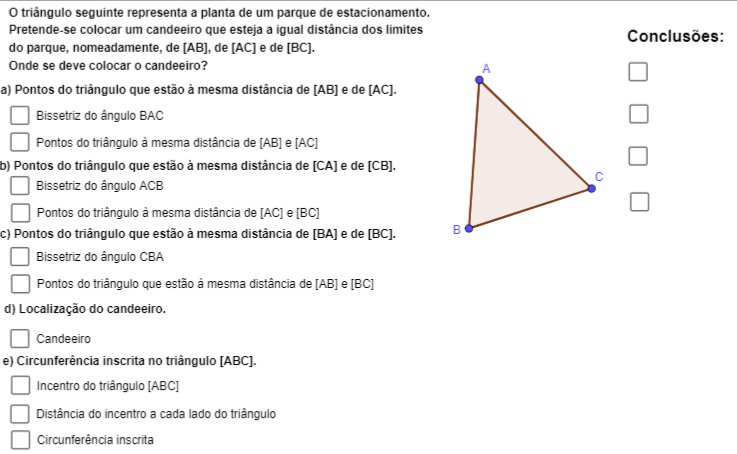 O triângulo seguinte representa a planta de um parque de estacionamento.
Pretende-se colocar um candeeiro que esteja a igual distância dos limites
do parque, nomeadamente, de [AB], de [AC] e de [BC].
Onde se deve colocar o candeeiro?
a) Pontos do triângulo que estão à mesma distância de [AB] e de [AC].
Bissetriz do ângulo BAC
Pontos do triângulo à mesma distância de [AB] e [AC]
b) Pontos do triângulo que estão à mesma distância de [CA] e de [CB].
Bissetriz do ângulo ACB
Pontos do triângulo à mesma distância de [AC] e [BC]
c) Pontos do triângulo que estão à mesma distância de [BA] e de [BC].
Bissetriz do ângulo CBA
Pontos do triângulo que estão à mesma distância de [AB] e [BC]
d) Localização do candeeiro.
Candeeiro
e) Circunferência inscrita no triângulo [ABC].
Incentro do triângulo [ABC]
Distância do incentro a cada lado do triângulo
Circunferência inscrita
A
C
B
Conclusões: